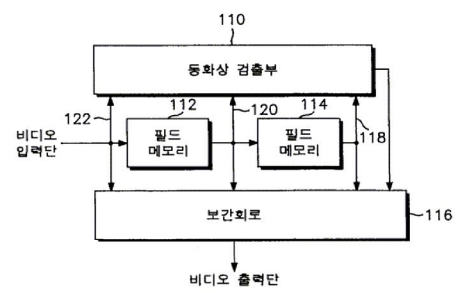 110
동화상 검출부
122
112
120
114
118
비디오
입력단
필드
메모리
필드
메모리
보간회로
116
비디오 출력단